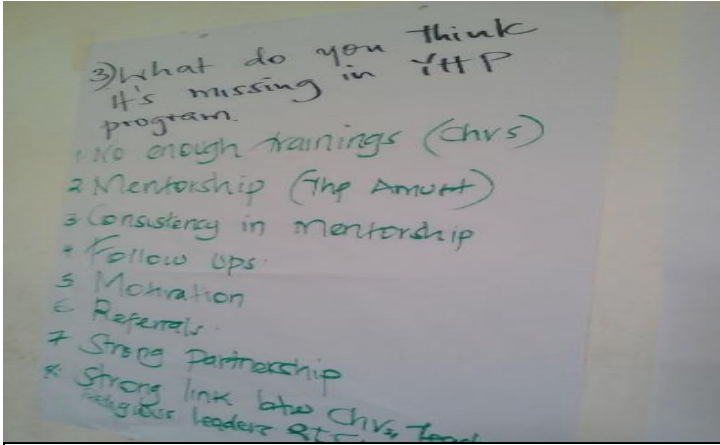 3) What do you think
it's missing in YHP
program.
1. No enough trainings (Chvs)
2 Mentorship (The Amount)
3 Consistency in mentorship
4 Follow ups.
5 Motivation
6 Referrals.
7 Strong partnership
8. Strong link btw Chvs,
Religious leaders